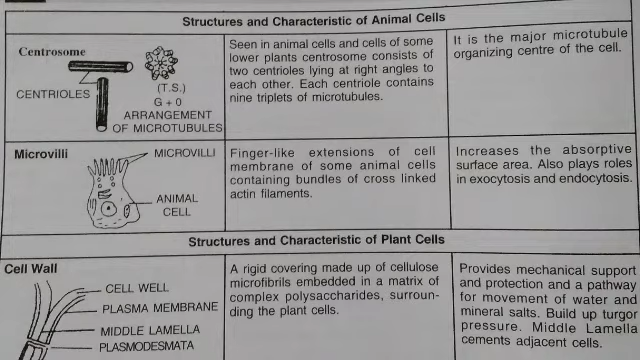 Structures and Characteristic of Animal Cells
Centrosome
CENTRIOLES
(T.S.)
G + 0
ARRANGEMENT
OF MICROTUBULES
Seen in animal cells and cells of some
lower plants centrosome consists of
two centrioles lying at right angles to
each other. Each centriole contains
nine triplets of microtubules.
It is the major microtubule
organizing centre of the cell.
Microvilli
MICROVILLI
ANIMAL
CELL
Finger-like extensions of cell
membrane of some animal cells
containing bundles of cross linked
actin filaments.
Increases the absorptive
surface area. Also plays roles
in exocytosis and endocytosis.
Structures and Characteristic of Plant Cells
Cell Wall
CELL WELL
PLASMA MEMBRANE
MIDDLE LAMELLA
PLASMODESMATA
A rigid covering made up of cellulose
microfibrils embedded in a matrix of
complex polysaccharides, surroun-
ding the plant cells.
Provides mechanical support
and protection and a pathway
for movement of water and
mineral salts. Build up turgor
pressure. Middle Lamella
cements adjacent cells.